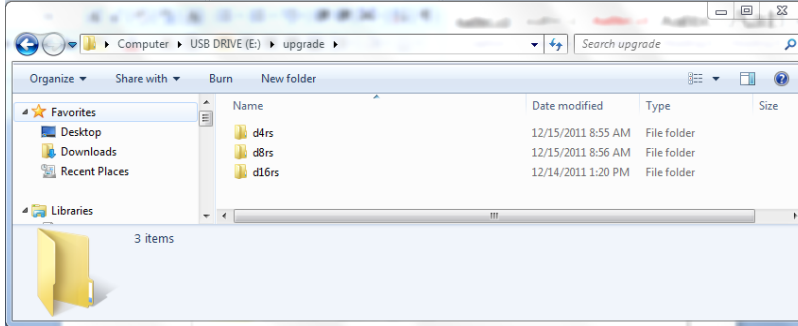 Computer USB DRIVE (E:) upgrade Search upgrade
Organize Share with Burn New folder
Favorites
Desktop
Downloads
Recent Places
Libraries
Name Date modified Type Size
d4rs 12/15/2011 8:55 AM File folder
d8rs 12/15/2011 8:56 AM File folder
d16rs 12/14/2011 1:20 PM File folder
3 items